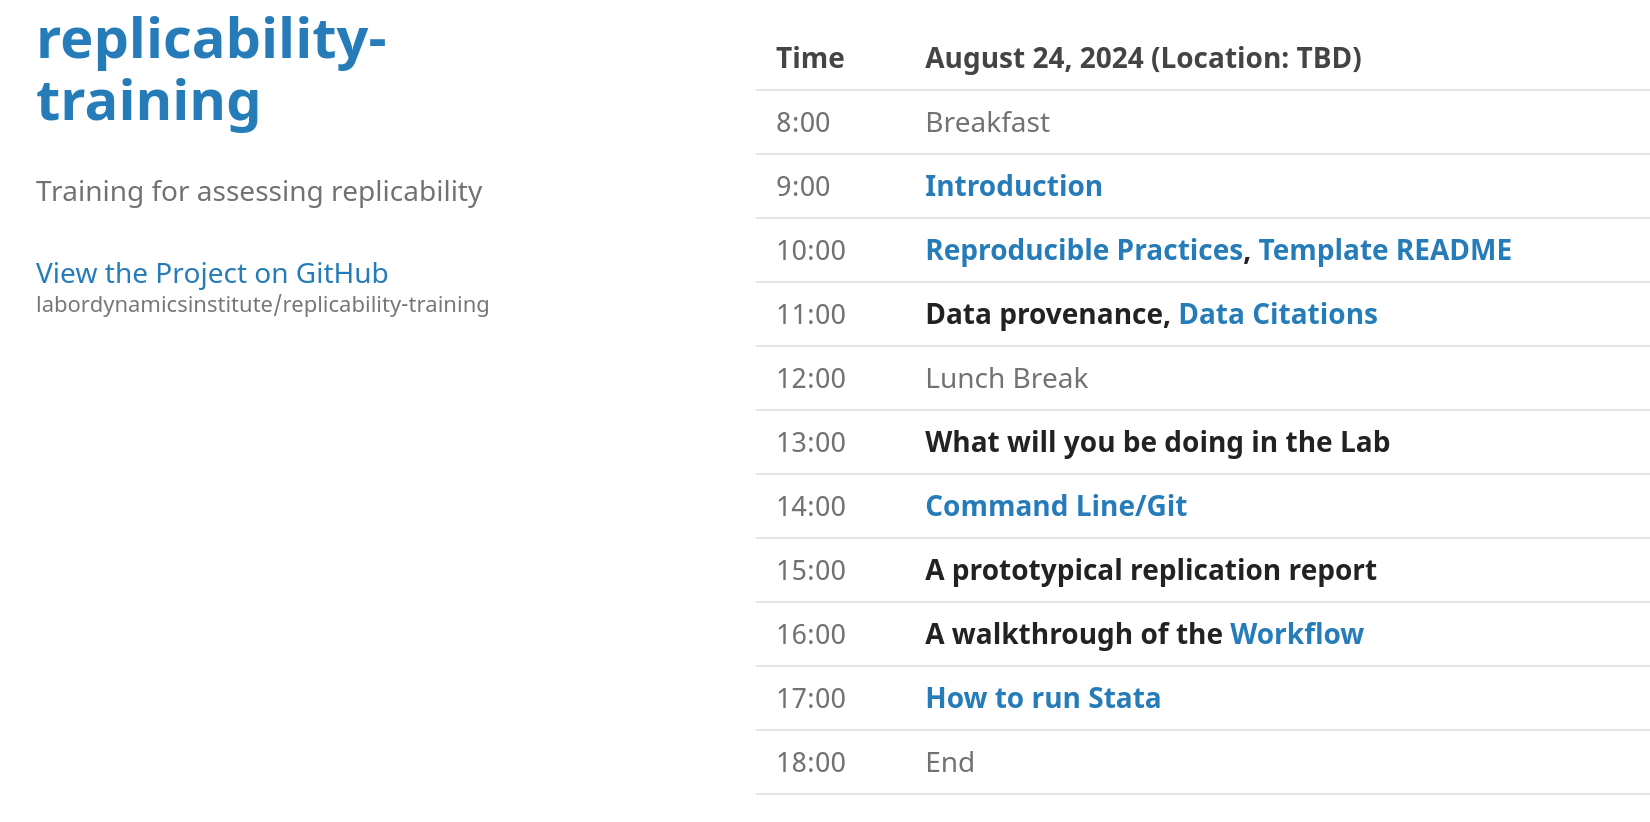 replicability-
training
Training for assessing replicability
View the Project on GitHub
labordynamicsinstitute/replicability-training
Time August 24, 2024 (Location: TBD)
8:00 Breakfast
9:00 Introduction
10:00 Reproducible Practices, Template README
11:00 Data provenance, Data Citations
12:00 Lunch Break
13:00 What will you be doing in the Lab
14:00 Command Line/Git
15:00 A prototypical replication report
16:00 A walkthrough of the Workflow
17:00 How to run Stata
18:00 End